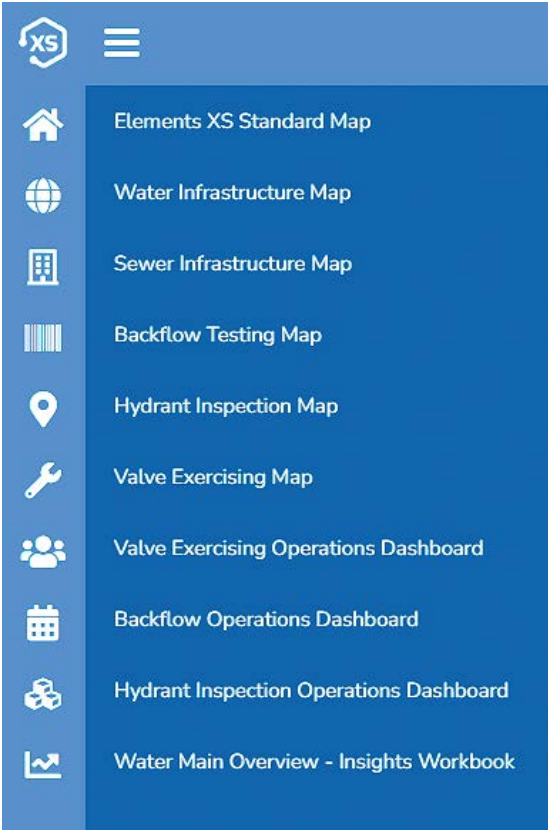 XS
Elements XS Standard Map
Water Infrastructure Map
Sewer Infrastructure Map
Backflow Testing Map
Hydrant Inspection Map
Valve Exercising Map
Valve Exercising Operations Dashboard
Backflow Operations Dashboard
Hydrant Inspection Operations Dashboard
Water Main Overview - Insights Workbook